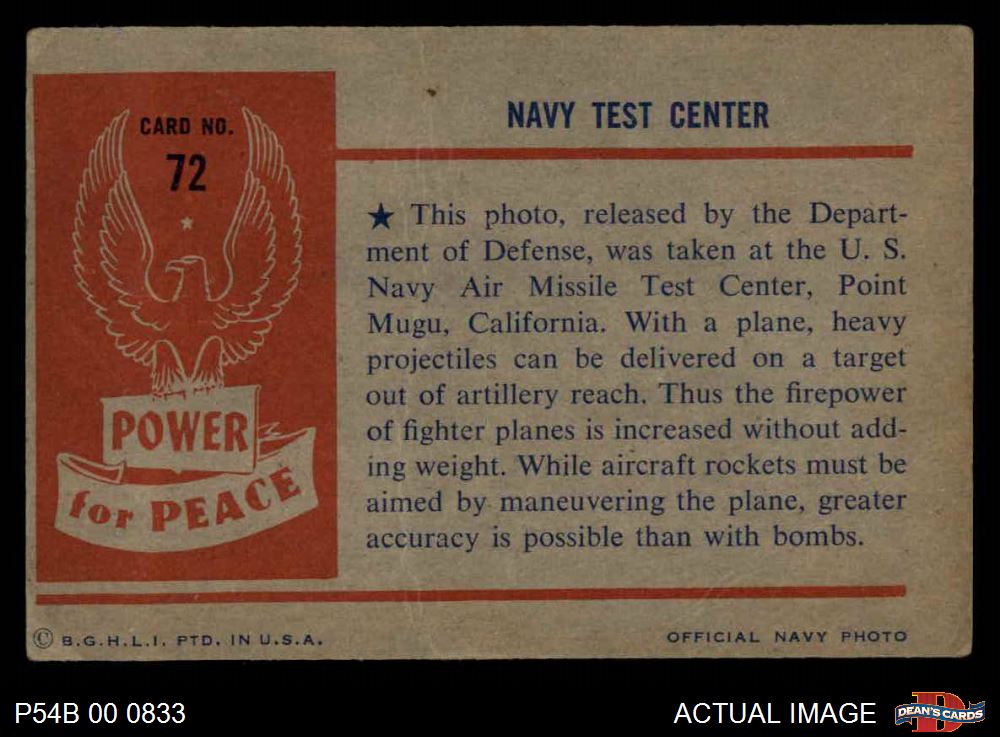 CARD NO.
72
POWER
for PEACE
NAVY TEST CENTER
★ This photo, released by the Depart-
ment of Defense, was taken at the U. S.
Navy Air Missile Test Center, Point
Mugu, California. With a plane, heavy
projectiles can be delivered on a target
out of artillery reach. Thus the firepower
of fighter planes is increased without add-
ing weight. While aircraft rockets must be
aimed by maneuvering the plane, greater
accuracy is possible than with bombs.
© B.G.H.L.I. PTD. IN U.S.A.
OFFICIAL NAVY PHOTO
P54B 00 0833
ACTUAL IMAGE
DEAN'S CARDS